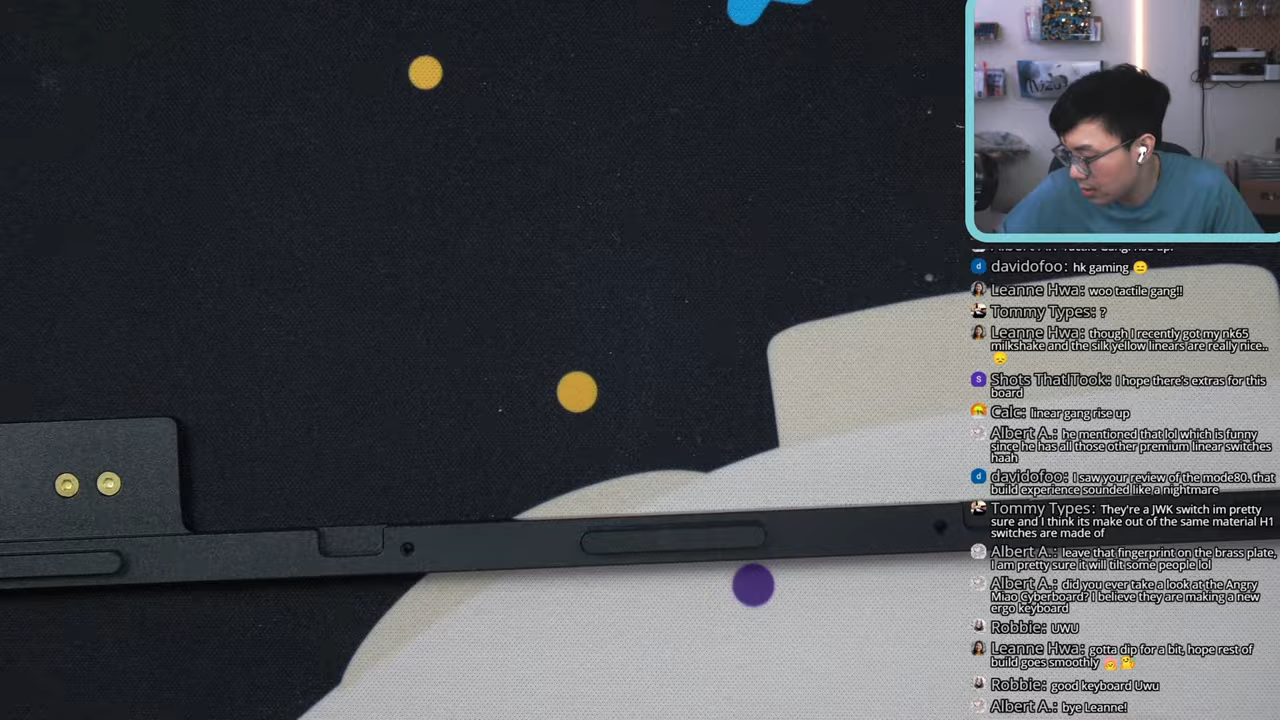 davidofoo: hk gaming 😑
Leanne Hwa: woo tactile gang!!
Tommy Types: ?
Leanne Hwa: though I recently got my nk65
milkshake and the silk yellow linears are really nice..
😞
Shots ThatITook: I hope there's extras for this
board
Calc: linear gang rise up
Albert A.: he mentioned that lol which is funny
since he has all those other premium linear switches
haah
davidofoo: I saw your review of the mode80. that
build experience sounded like a nightmare
Tommy Types: They're a JWK switch im pretty
sure and I think its make out of the same material H1
switches are made of
Albert A.: leave that fingerprint on the brass plate,
I am pretty sure it will tilt some people lol
Albert A.: did you ever take a look at the Angry
Miao Cyberboard? I believe they are making a new
ergo keyboard
Robbie: uwu
Leanne Hwa: gotta dip for a bit, hope rest of
build goes smoothly
Robbie: good keyboard Uwu
Albert A.: bye Leanne!